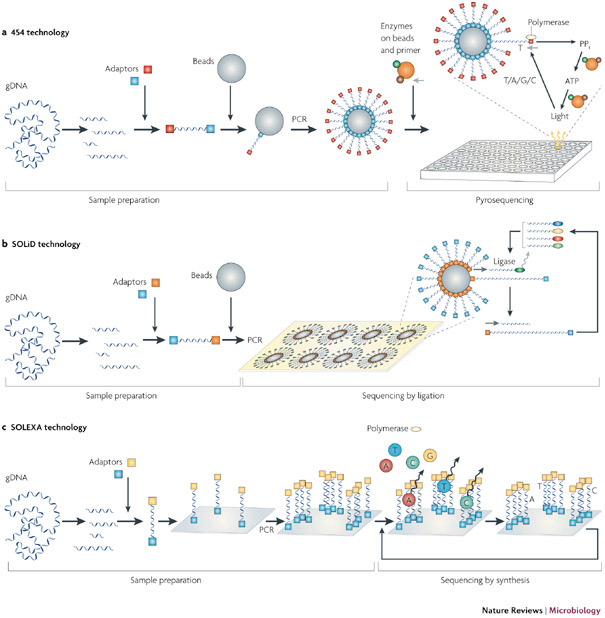 a 454 technology
gDNA
Adaptors
Beads
PCR
Enzymes
on beads
and primer
Polymerase
T
PPi
T/A/G/C
ATP
Light
Sample preparation
Pyrosequencing
b SOLiD technology
gDNA
Adaptors
Beads
PCR
Ligase
Sample preparation
Sequencing by ligation
c SOLEXA technology
gDNA
Adaptors
PCR
Polymerase
A
T
C
G
A
T
C
A
T
C
Sample preparation
Sequencing by synthesis
Nature Reviews | Microbiology